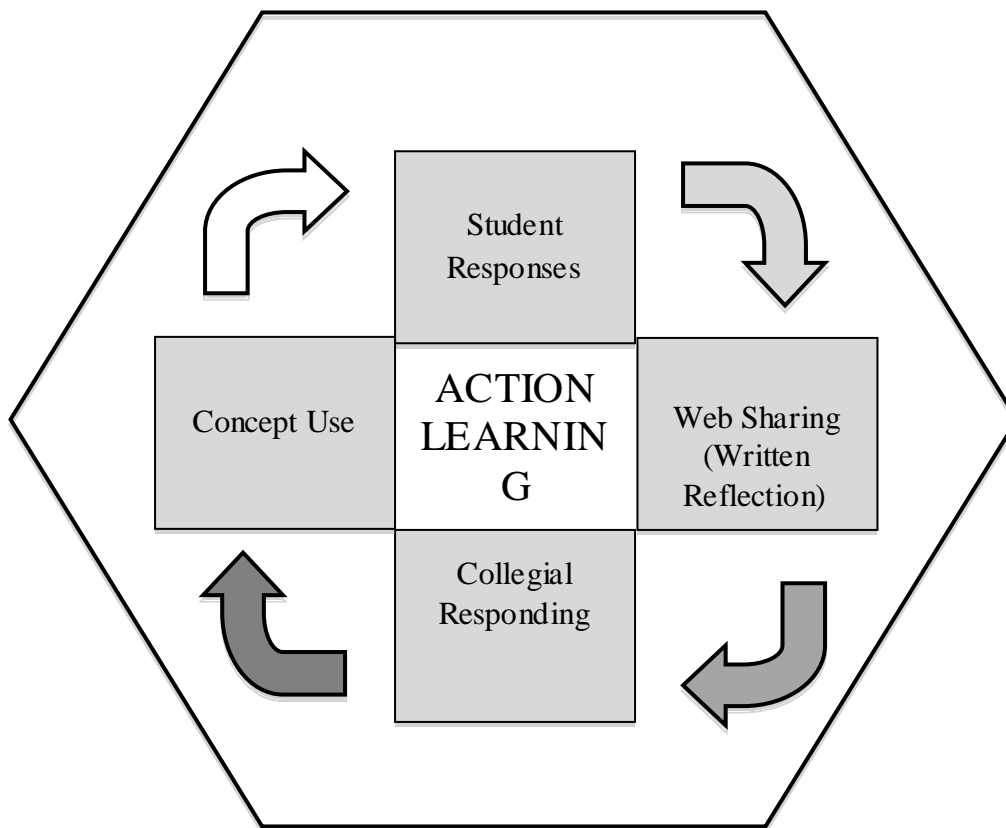 Student
Responses
Concept Use
ACTION
LEARNIN
G
Web Sharing
(Written
Reflection)
Collegial
Responding